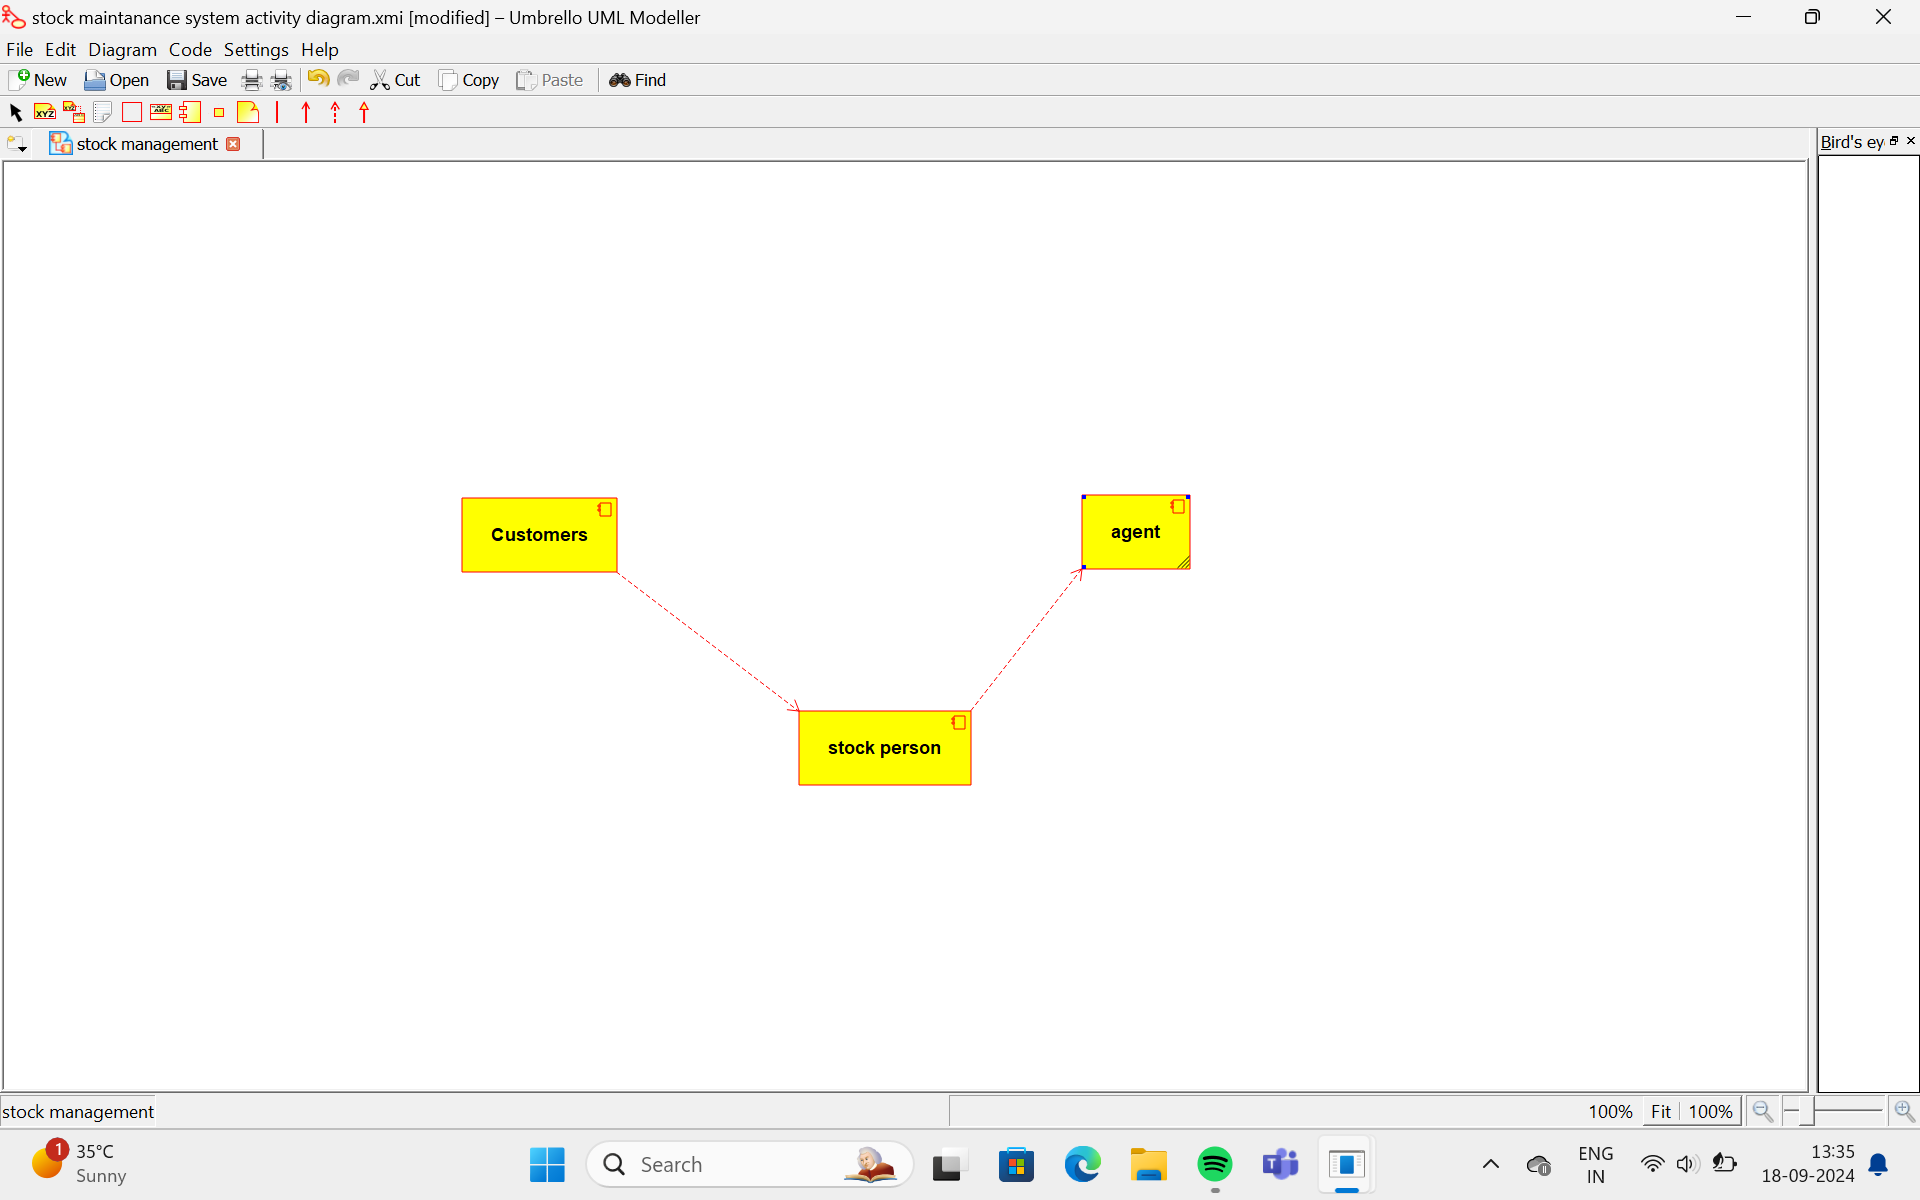 stock maintanance system activity diagram.xmi [modified] – Umbrello UML Modeller
File Edit Diagram Code Settings Help
New Open Save Cut Copy Paste Find
XYZ
stock management
Bird's ey
Customers
agent
stock person
stock management
100% Fit 100%
1
35°C
Sunny
Search
ENG
IN
13:35
18-09-2024